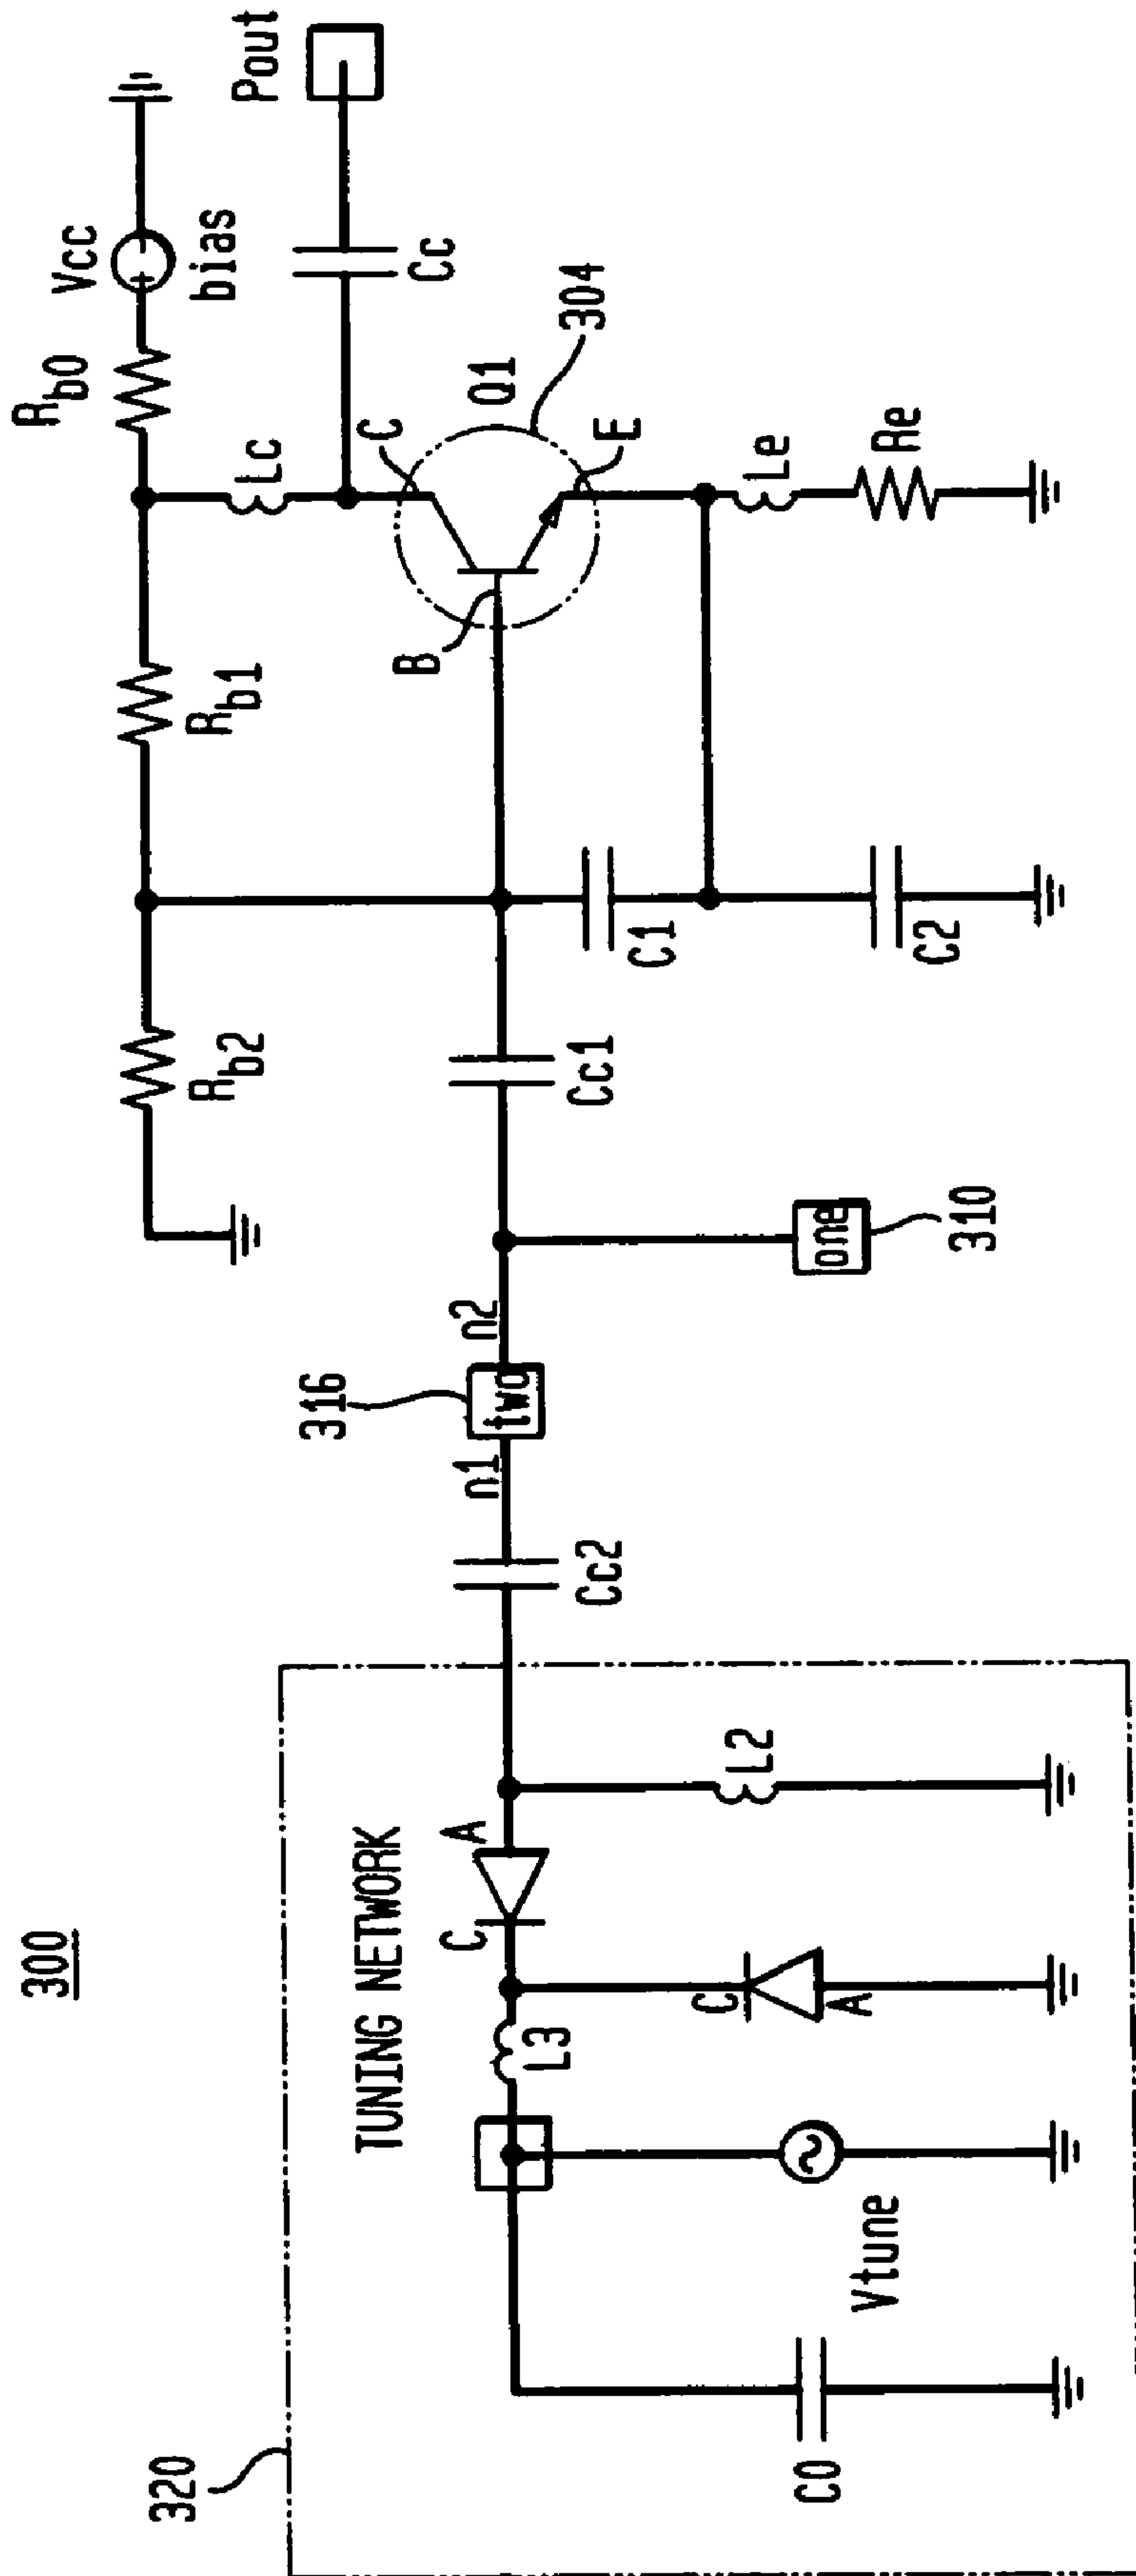 300
320
TUNING NETWORK
C0
Vtune
L3
C
A
C
A
L2
Cc2
n1
316
two
n2
one
310
Cc1
Rb2
Rb1
Rb0
Vcc
bias
Lc
Cc
Pout
C
B
E
Q1
304
C1
C2
Le
Re